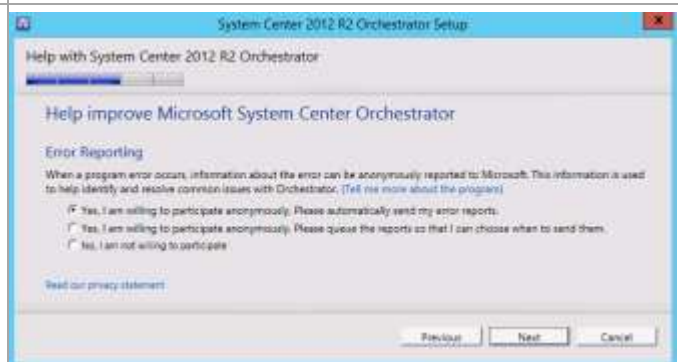 System Center 2012 R2 Orchestrator Setup
Help with System Center 2012 R2 Orchestrator
Help improve Microsoft System Center Orchestrator
Error Reporting
When a program error occurs, information about the error can be anonymously reported to Microsoft. This information is used
to help identify and resolve common issues with Orchestrator. (Tell me more about the program)
Yes, I am willing to participate anonymously. Please automatically send my error reports.
Yes, I am willing to participate anonymously. Please queue the reports so that I can choose when to send them.
No, I am not willing to participate
Read our privacy statement
Previous Next Cancel